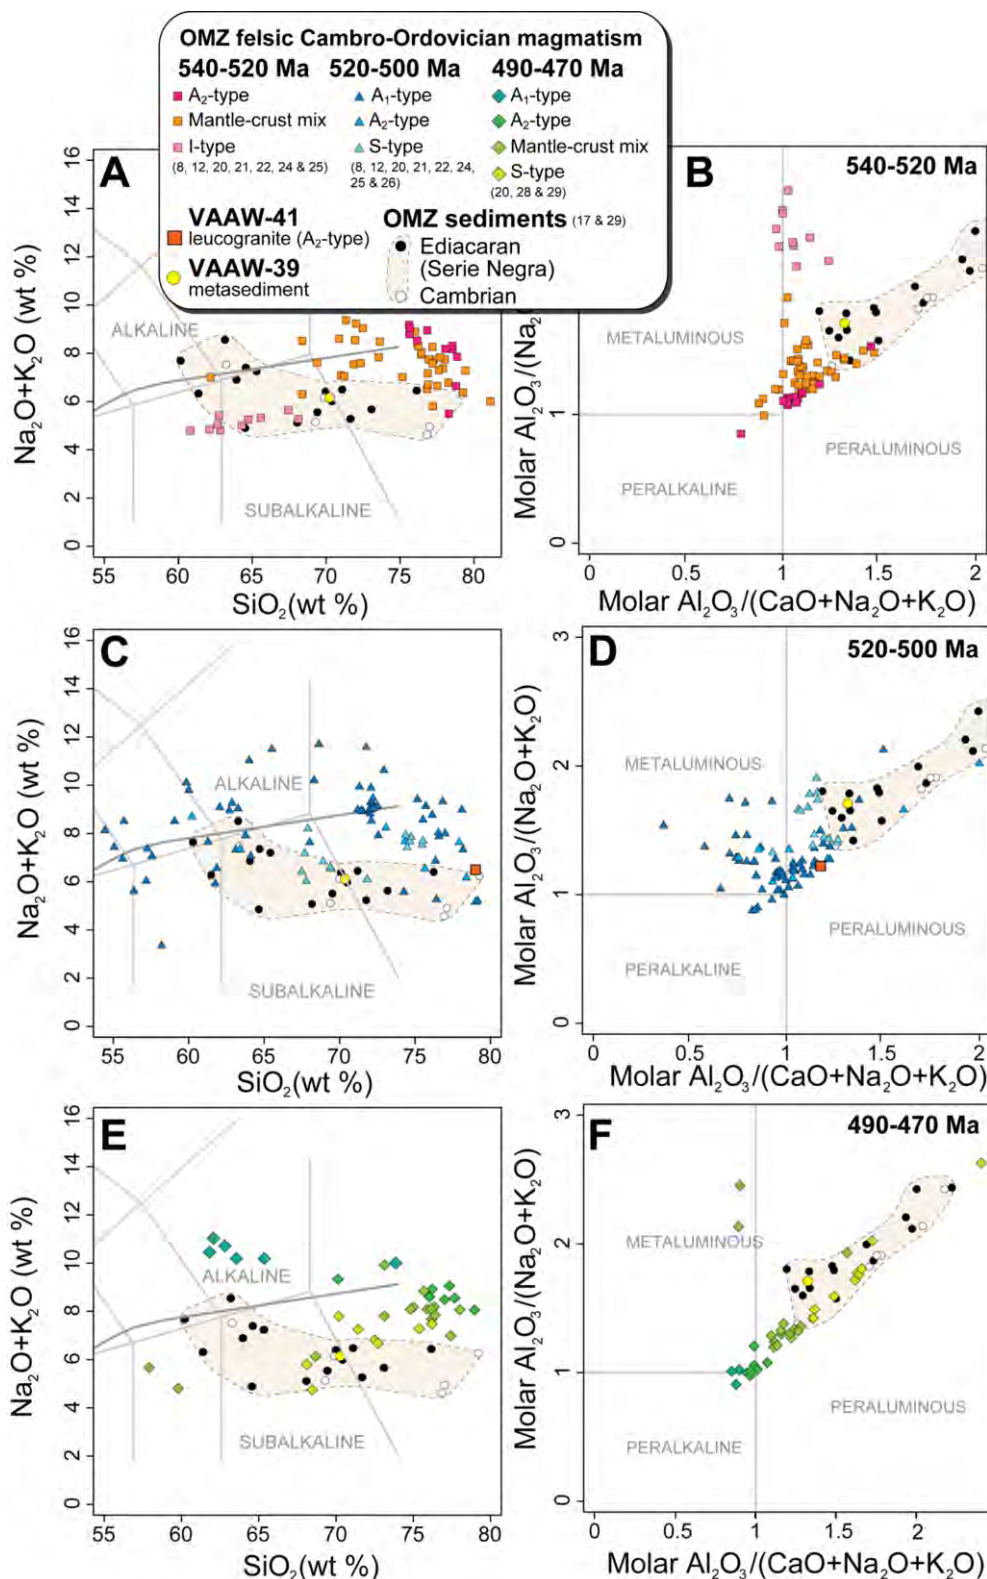 OMZ felsic Cambro-Ordovician magmatism
540-520 Ma 520-500 Ma 490-470 Ma
A₂-type A₁-type A₁-type
Mantle-crust mix A₂-type A₂-type
I-type S-type Mantle-crust mix
(8, 12, 20, 21, 22, 24 & 25) (8, 12, 20, 21, 22, 24, 25 & 26) S-type
(20, 28 & 29)
VAAW-41 OMZ sediments (17 & 29)
leucogranite (A₂-type) Ediacaran
VAAW-39 (Serie Negra)
metasediment Cambrian
A
16
14
12
10
8
6
4
2
0
Na₂O+K₂O (wt %)
ALKALINE
SUBALKALINE
55 60 65 70 75 80
SiO₂(wt %)
B
540-520 Ma
Molar Al₂O₃/(Na₂
1
0
METALUMINOUS
PERALUMINOUS
PERALKALINE
0 0.5 1 1.5 2
Molar Al₂O₃/(CaO+Na₂O+K₂O)
C
16
14
12
10
8
6
4
2
0
Na₂O+K₂O (wt %)
ALKALINE
SUBALKALINE
55 60 65 70 75 80
SiO₂(wt %)
D
520-500 Ma
3
2
1
0
Molar Al₂O₃/(Na₂O+K₂O)
METALUMINOUS
PERALUMINOUS
PERALKALINE
0 0.5 1 1.5 2
Molar Al₂O₃/(CaO+Na₂O+K₂O)
E
16
14
12
10
8
6
4
2
0
Na₂O+K₂O (wt %)
ALKALINE
SUBALKALINE
55 60 65 70 75 80
SiO₂(wt %)
F
490-470 Ma
3
2
1
0
Molar Al₂O₃/(Na₂O+K₂O)
METALUMINOUS
PERALUMINOUS
PERALKALINE
0 0.5 1 1.5 2
Molar Al₂O₃/(CaO+Na₂O+K₂O)